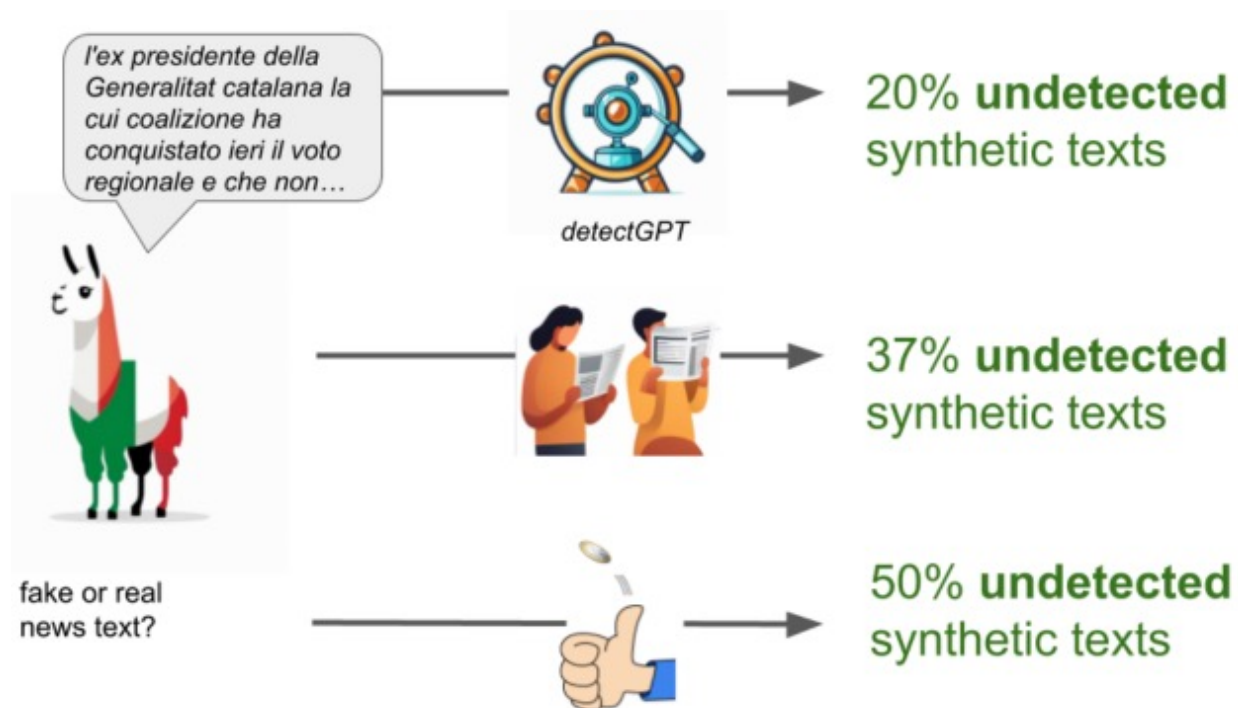 l'ex presidente della
Generalitat catalana la
cui coalizione ha
conquistato ieri il voto
regionale e che non…
detectGPT
20% undetected
synthetic texts
37% undetected
synthetic texts
fake or real
news text?
50% undetected
synthetic texts